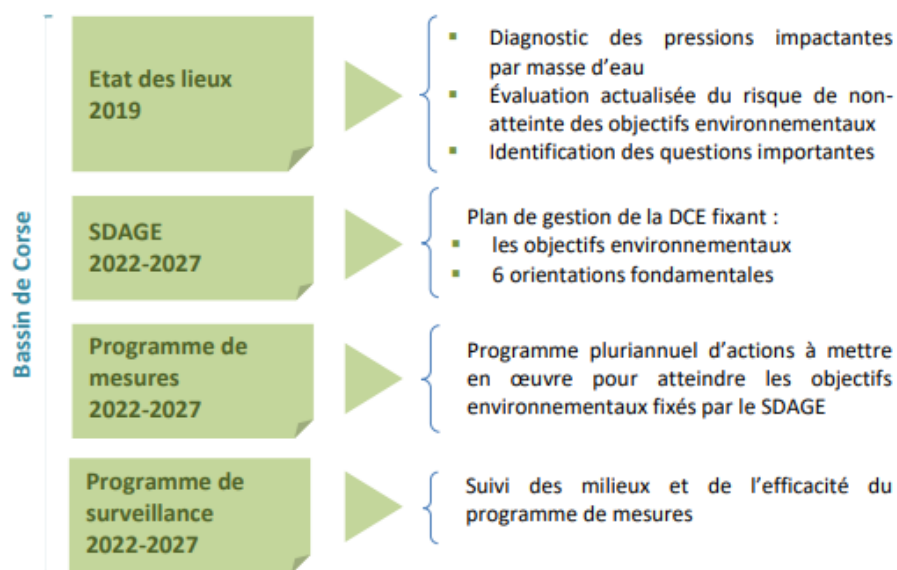 Bassin de Corse
Etat des lieux
2019
▪ Diagnostic des pressions impactantes
par masse d'eau
▪ Évaluation actualisée du risque de non-
atteinte des objectifs environnementaux
▪ Identification des questions importantes
SDAGE
2022-2027
Plan de gestion de la DCE fixant :
▪ les objectifs environnementaux
▪ 6 orientations fondamentales
Programme de
mesures
2022-2027
Programme pluriannuel d'actions à mettre
en œuvre pour atteindre les objectifs
environnementaux fixés par le SDAGE
Programme de
surveillance
2022-2027
Suivi des milieux et de l'efficacité du
programme de mesures